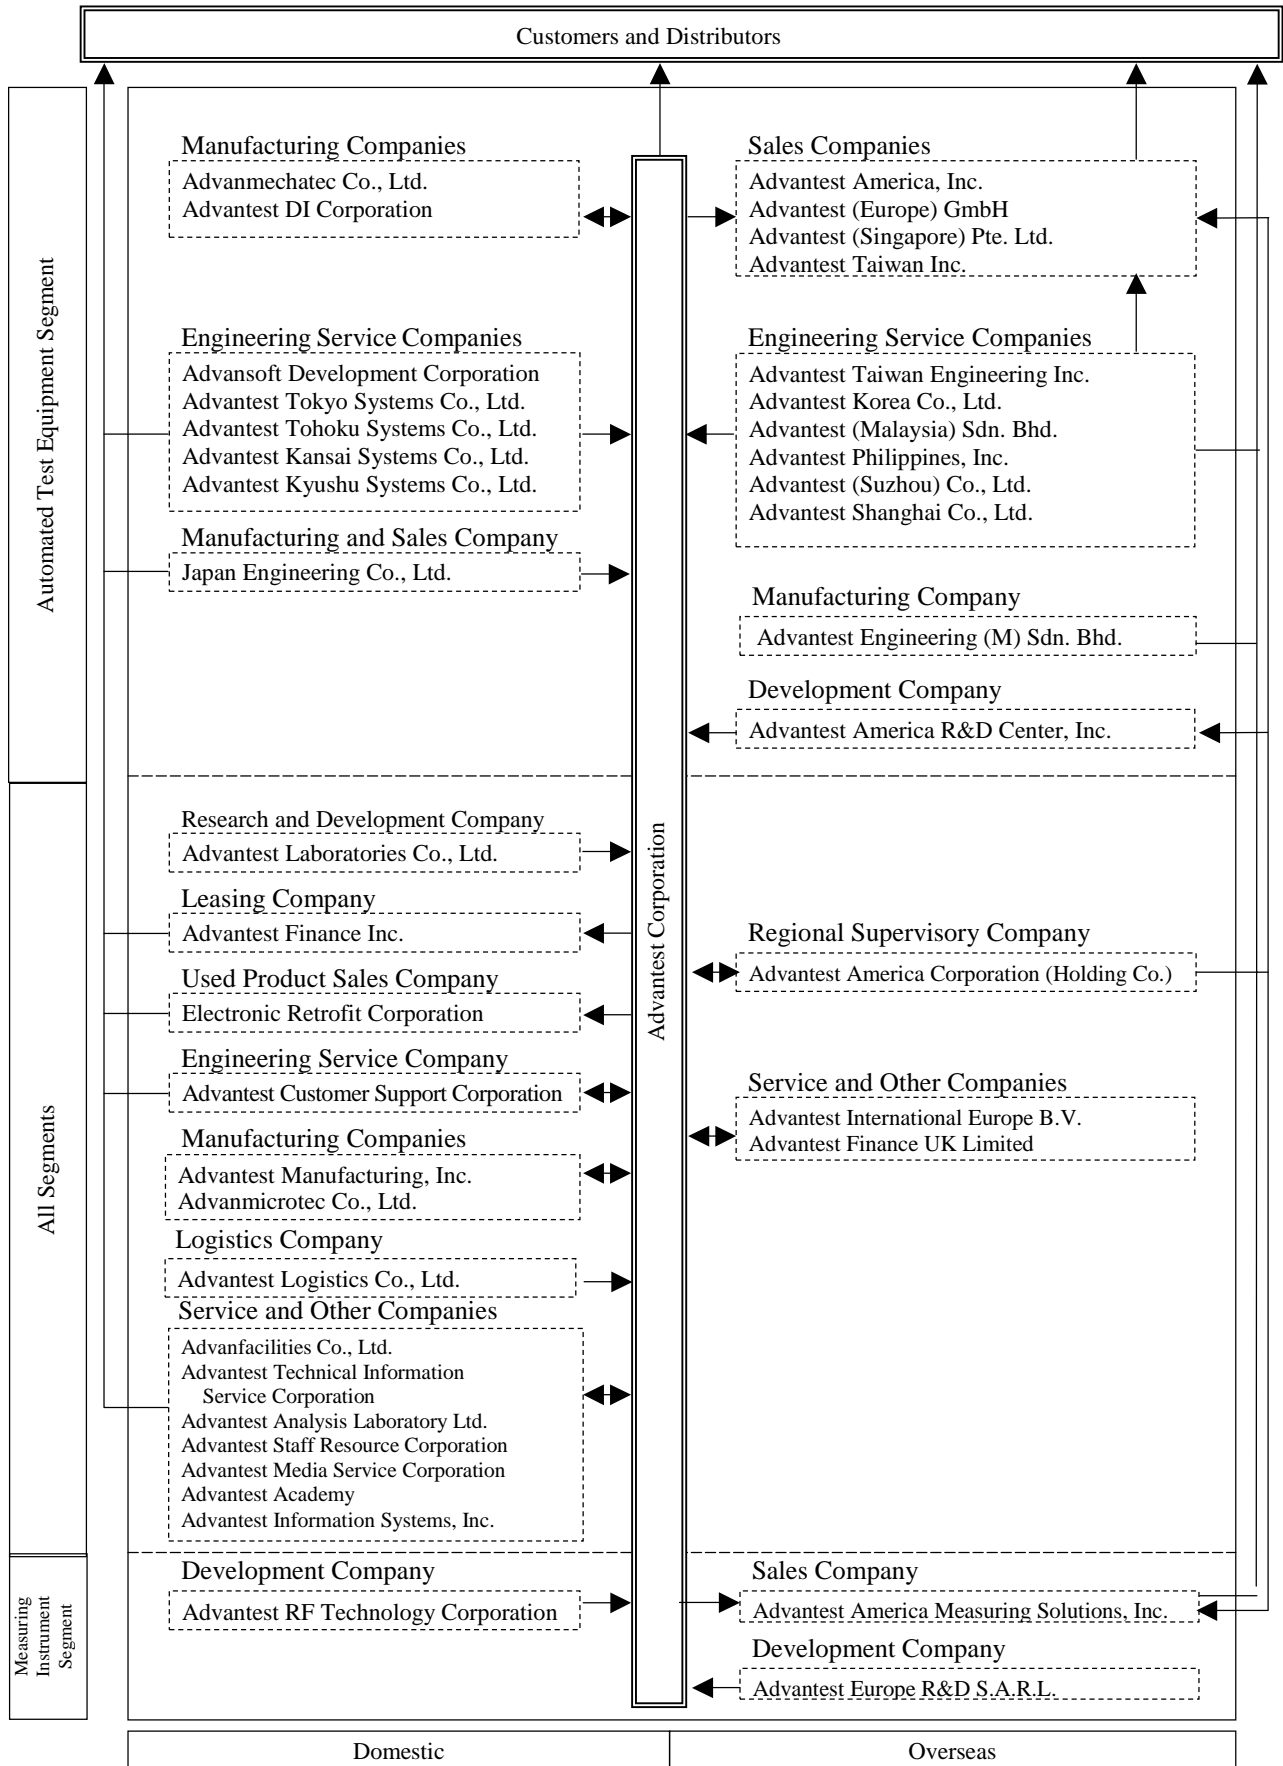 Customers and Distributors
Automated Test Equipment Segment
Manufacturing Companies
Advanmechatec Co., Ltd.
Advantest DI Corporation
Engineering Service Companies
Advansoft Development Corporation
Advantest Tokyo Systems Co., Ltd.
Advantest Tohoku Systems Co., Ltd.
Advantest Kansai Systems Co., Ltd.
Advantest Kyushu Systems Co., Ltd.
Manufacturing and Sales Company
Japan Engineering Co., Ltd.
Sales Companies
Advantest America, Inc.
Advantest (Europe) GmbH
Advantest (Singapore) Pte. Ltd.
Advantest Taiwan Inc.
Engineering Service Companies
Advantest Taiwan Engineering Inc.
Advantest Korea Co., Ltd.
Advantest (Malaysia) Sdn. Bhd.
Advantest Philippines, Inc.
Advantest (Suzhou) Co., Ltd.
Advantest Shanghai Co., Ltd.
Manufacturing Company
Advantest Engineering (M) Sdn. Bhd.
Development Company
Advantest America R&D Center, Inc.
Advantest Corporation
All Segments
Research and Development Company
Advantest Laboratories Co., Ltd.
Leasing Company
Advantest Finance Inc.
Used Product Sales Company
Electronic Retrofit Corporation
Engineering Service Company
Advantest Customer Support Corporation
Manufacturing Companies
Advantest Manufacturing, Inc.
Advanmicrotec Co., Ltd.
Logistics Company
Advantest Logistics Co., Ltd.
Service and Other Companies
Advanfacilities Co., Ltd.
Advantest Technical Information
Service Corporation
Advantest Analysis Laboratory Ltd.
Advantest Staff Resource Corporation
Advantest Media Service Corporation
Advantest Academy
Advantest Information Systems, Inc.
Regional Supervisory Company
Advantest America Corporation (Holding Co.)
Service and Other Companies
Advantest International Europe B.V.
Advantest Finance UK Limited
Measuring
Instrument
Segment
Development Company
Advantest RF Technology Corporation
Sales Company
Advantest America Measuring Solutions, Inc.
Development Company
Advantest Europe R&D S.A.R.L.
Domestic
Overseas